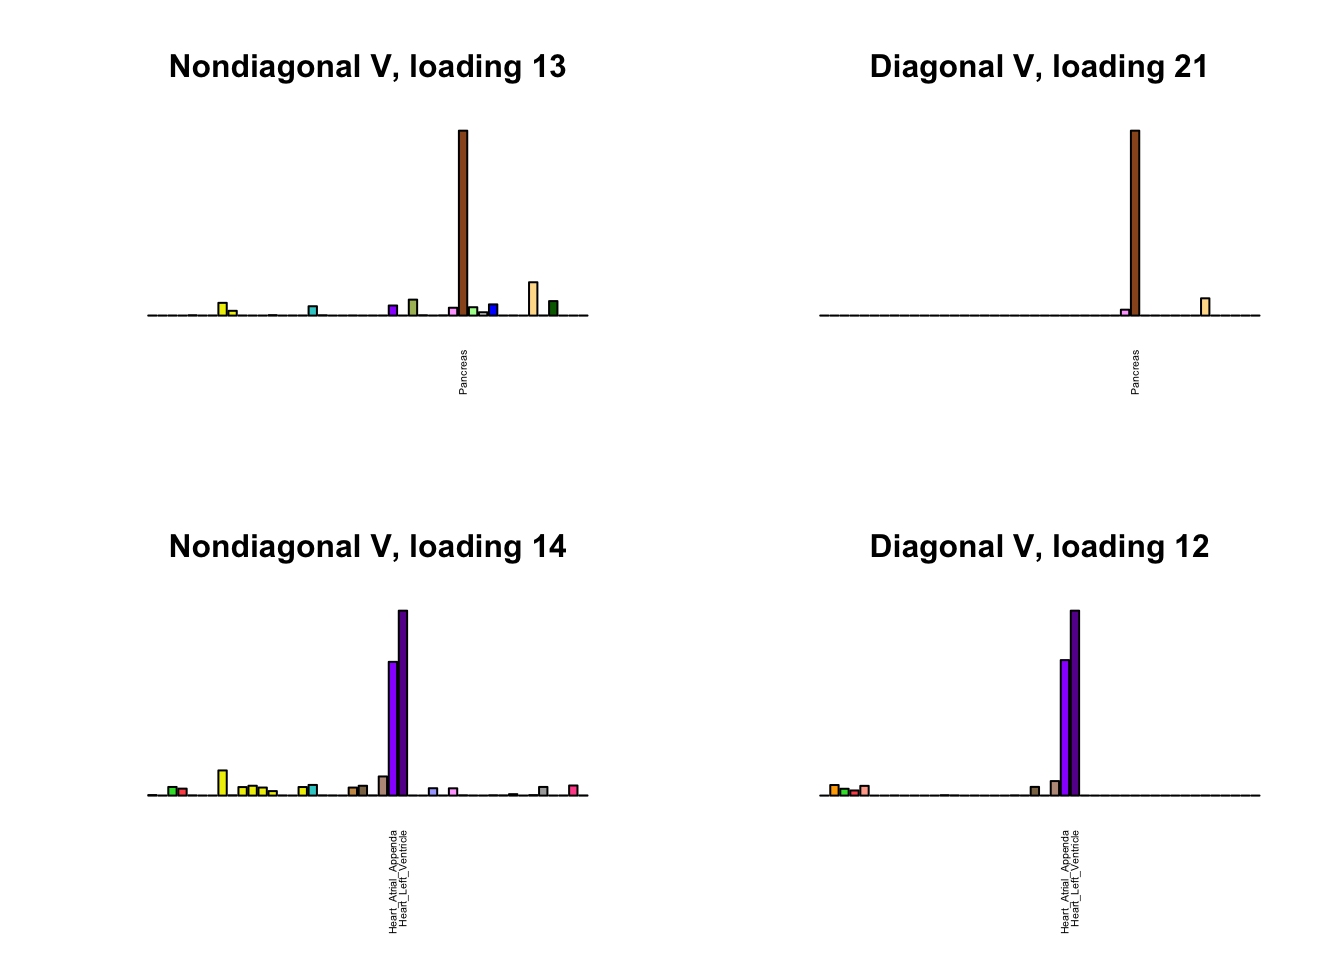 Nondiagonal V, loading 13
Diagonal V, loading 21
Pancreas
Pancreas
Nondiagonal V, loading 14
Diagonal V, loading 12
Heart_Atrial_Appenda
Heart_Left_Ventricle
Heart_Atrial_Appenda
Heart_Left_Ventricle